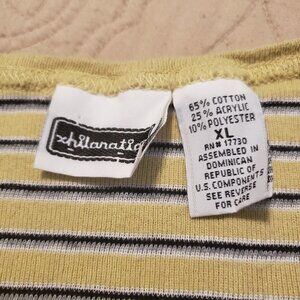 xhilaratio
65% COTTON
25% ACRYLIC
10% POLYESTER
XL
RN# 17730
ASSEMBLED IN
DOMINICAN
REPUBLIC OF
U.S. COMPONENTS
SEE REVERSE
FOR CARE